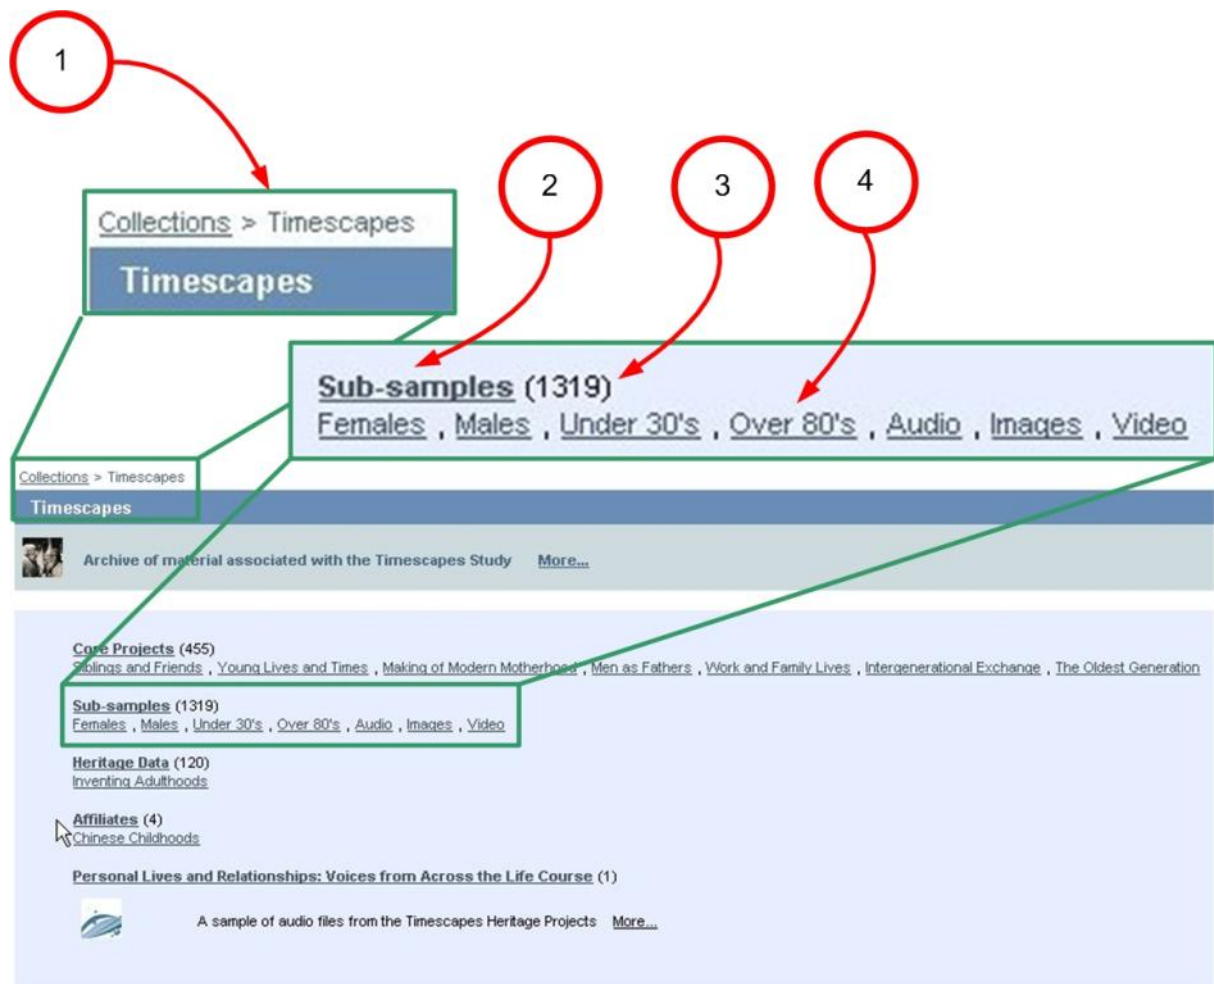 1
2
3
4
Collections > Timescapes
Timescapes
Sub-samples (1319)
Females , Males , Under 30's , Over 80's , Audio , Images , Video
Collections > Timescapes
Timescapes
Archive of material associated with the Timescapes Study More...
Core Projects (455)
Siblings and Friends , Young Lives and Times , Making of Modern Motherhood , Men as Fathers , Work and Family Lives , Intergenerational Exchange , The Oldest Generation
Sub-samples (1319)
Females , Males , Under 30's , Over 80's , Audio , Images , Video
Heritage Data (120)
Inventing Adulthoods
Affiliates (4)
Chinese Childhoods
Personal Lives and Relationships: Voices from Across the Life Course (1)
A sample of audio files from the Timescapes Heritage Projects More...